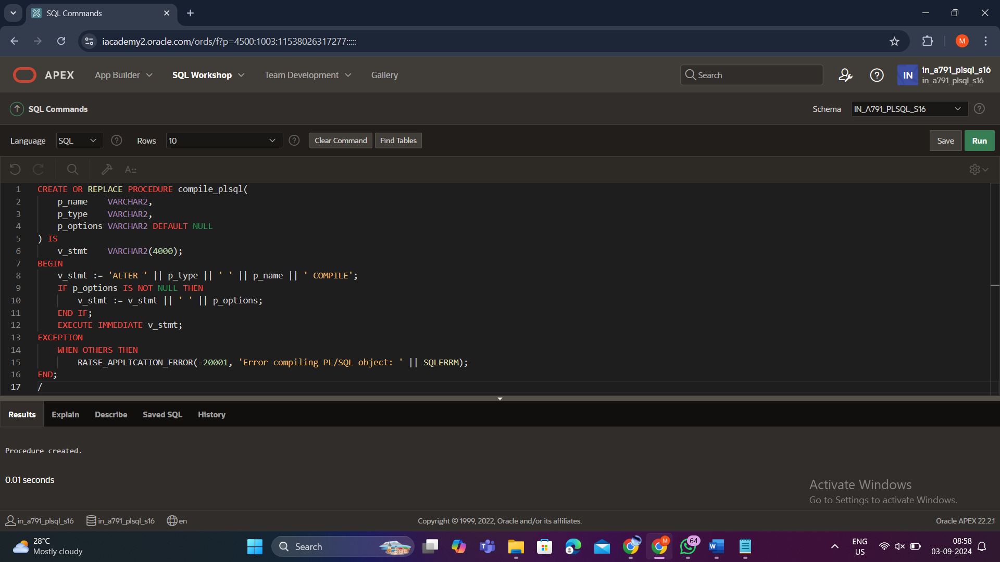 SQL Commands
iacademy2.oracle.com/ords/f?p=4500:1003:11538026317277:::::
M
APEX
App Builder
SQL Workshop
Team Development
Gallery
Search
IN
in_a791_plsql_s16
in_a791_plsql_s16
SQL Commands
Schema
IN_A791_PLSQL_S16
Language
SQL
Rows
10
Clear Command
Find Tables
Save
Run
1 CREATE OR REPLACE PROCEDURE compile_plsql(
2 p_name    VARCHAR2,
3 p_type    VARCHAR2,
4 p_options VARCHAR2 DEFAULT NULL
5 ) IS
6 v_stmt    VARCHAR2(4000);
7 BEGIN
8 v_stmt := 'ALTER ' || p_type || ' ' || p_name || ' COMPILE';
9 IF p_options IS NOT NULL THEN
10 v_stmt := v_stmt || ' ' || p_options;
11 END IF;
12 EXECUTE IMMEDIATE v_stmt;
13 EXCEPTION
14 WHEN OTHERS THEN
15 RAISE_APPLICATION_ERROR(-20001, 'Error compiling PL/SQL object: ' || SQLERRM);
16 END;
17 /
Results
Explain
Describe
Saved SQL
History
Procedure created.
0.01 seconds
Activate Windows
Go to Settings to activate Windows.
in_a791_plsql_s16
in_a791_plsql_s16
en
Copyright © 1999, 2022, Oracle and/or its affiliates.
Oracle APEX 22.2.1
28°C
Mostly cloudy
Search
M
64
ENG
US
08:58
03-09-2024